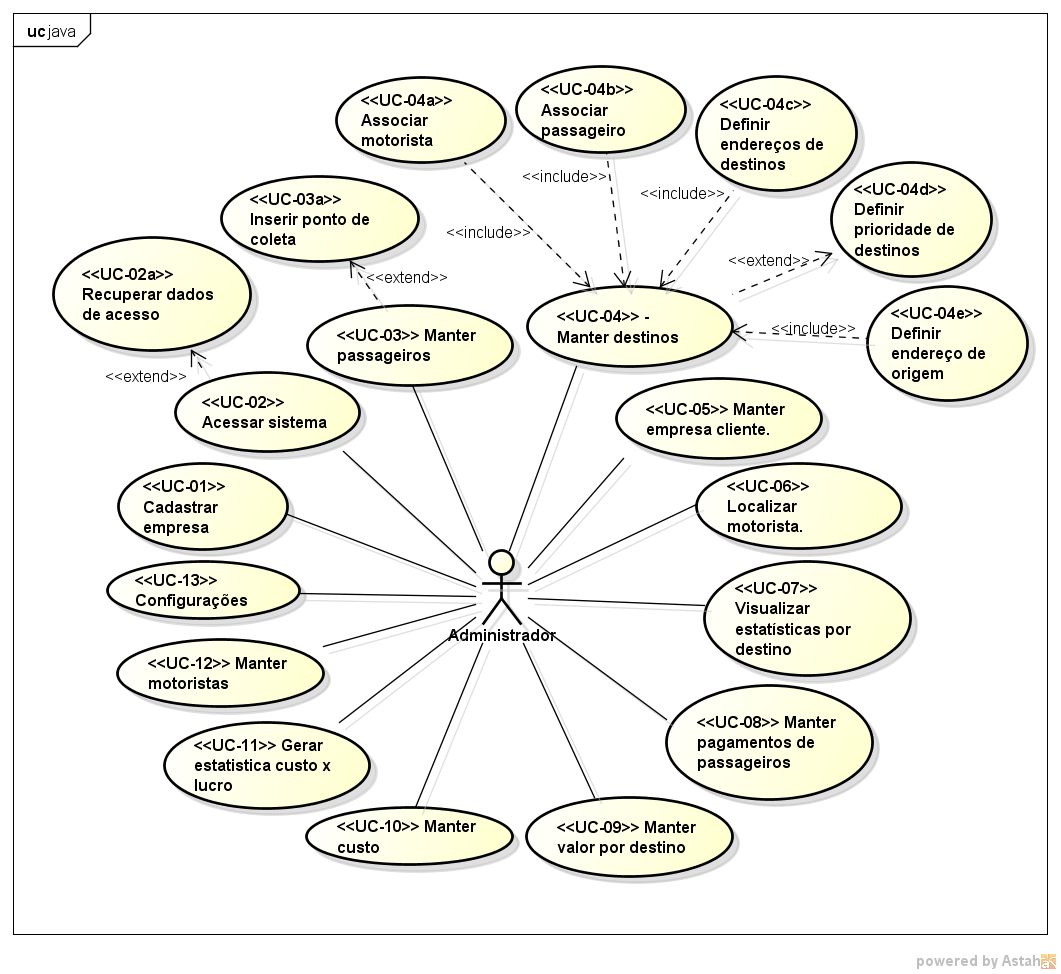 uc java
<<UC-04a>>
Associar
motorista
<<UC-04b>>
Associar
passageiro
<<UC-04c>>
Definir
endereços de
destinos
<<UC-04d>>
Definir
prioridade de
destinos
<<UC-03a>>
Inserir ponto de
coleta
<<UC-02a>>
Recuperar dados
de acesso
<<include>>
<<include>>
<<include>>
<<extend>>
<<extend>>
<<UC-04>> -
Manter destinos
<<include>>
<<UC-04e>>
Definir
endereço de
origem
<<UC-03>> Manter
passageiros
<<extend>>
<<UC-02>>
Acessar sistema
<<UC-05>> Manter
empresa cliente.
<<UC-01>>
Cadastrar
empresa
<<UC-06>>
Localizar
motorista.
<<UC-13>>
Configurações
<<UC-07>>
Visualizar
estatísticas por
destino
Administrador
<<UC-12>> Manter
motoristas
<<UC-08>> Manter
pagamentos de
passageiros
<<UC-11>> Gerar
estatistica custo x
lucro
<<UC-10>> Manter
custo
<<UC-09>> Manter
valor por destino
powered by Astah